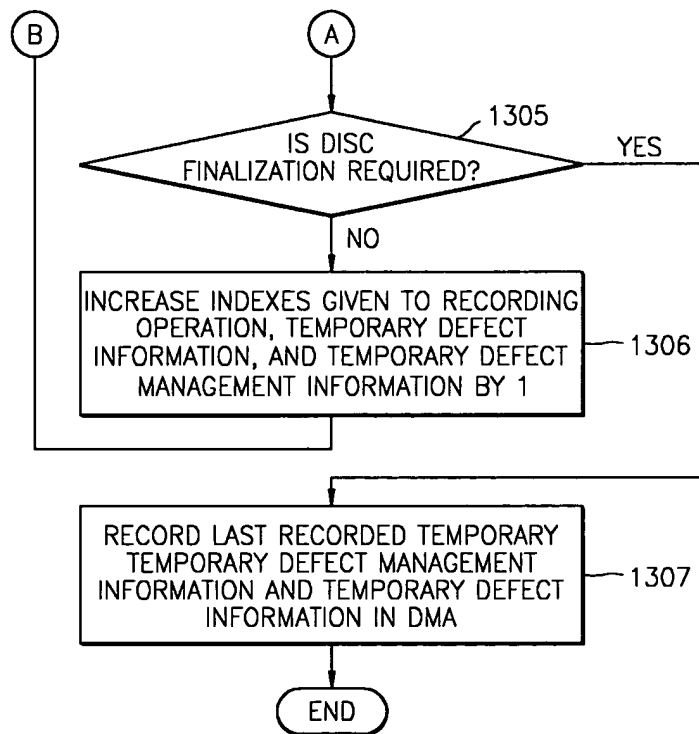 B
A
1305
IS DISC
FINALIZATION REQUIRED?
YES
NO
INCREASE INDEXES GIVEN TO RECORDING
OPERATION, TEMPORARY DEFECT
INFORMATION, AND TEMPORARY DEFECT
MANAGEMENT INFORMATION BY 1
1306
RECORD LAST RECORDED TEMPORARY
TEMPORARY DEFECT MANAGEMENT
INFORMATION AND TEMPORARY DEFECT
INFORMATION IN DMA
1307
END